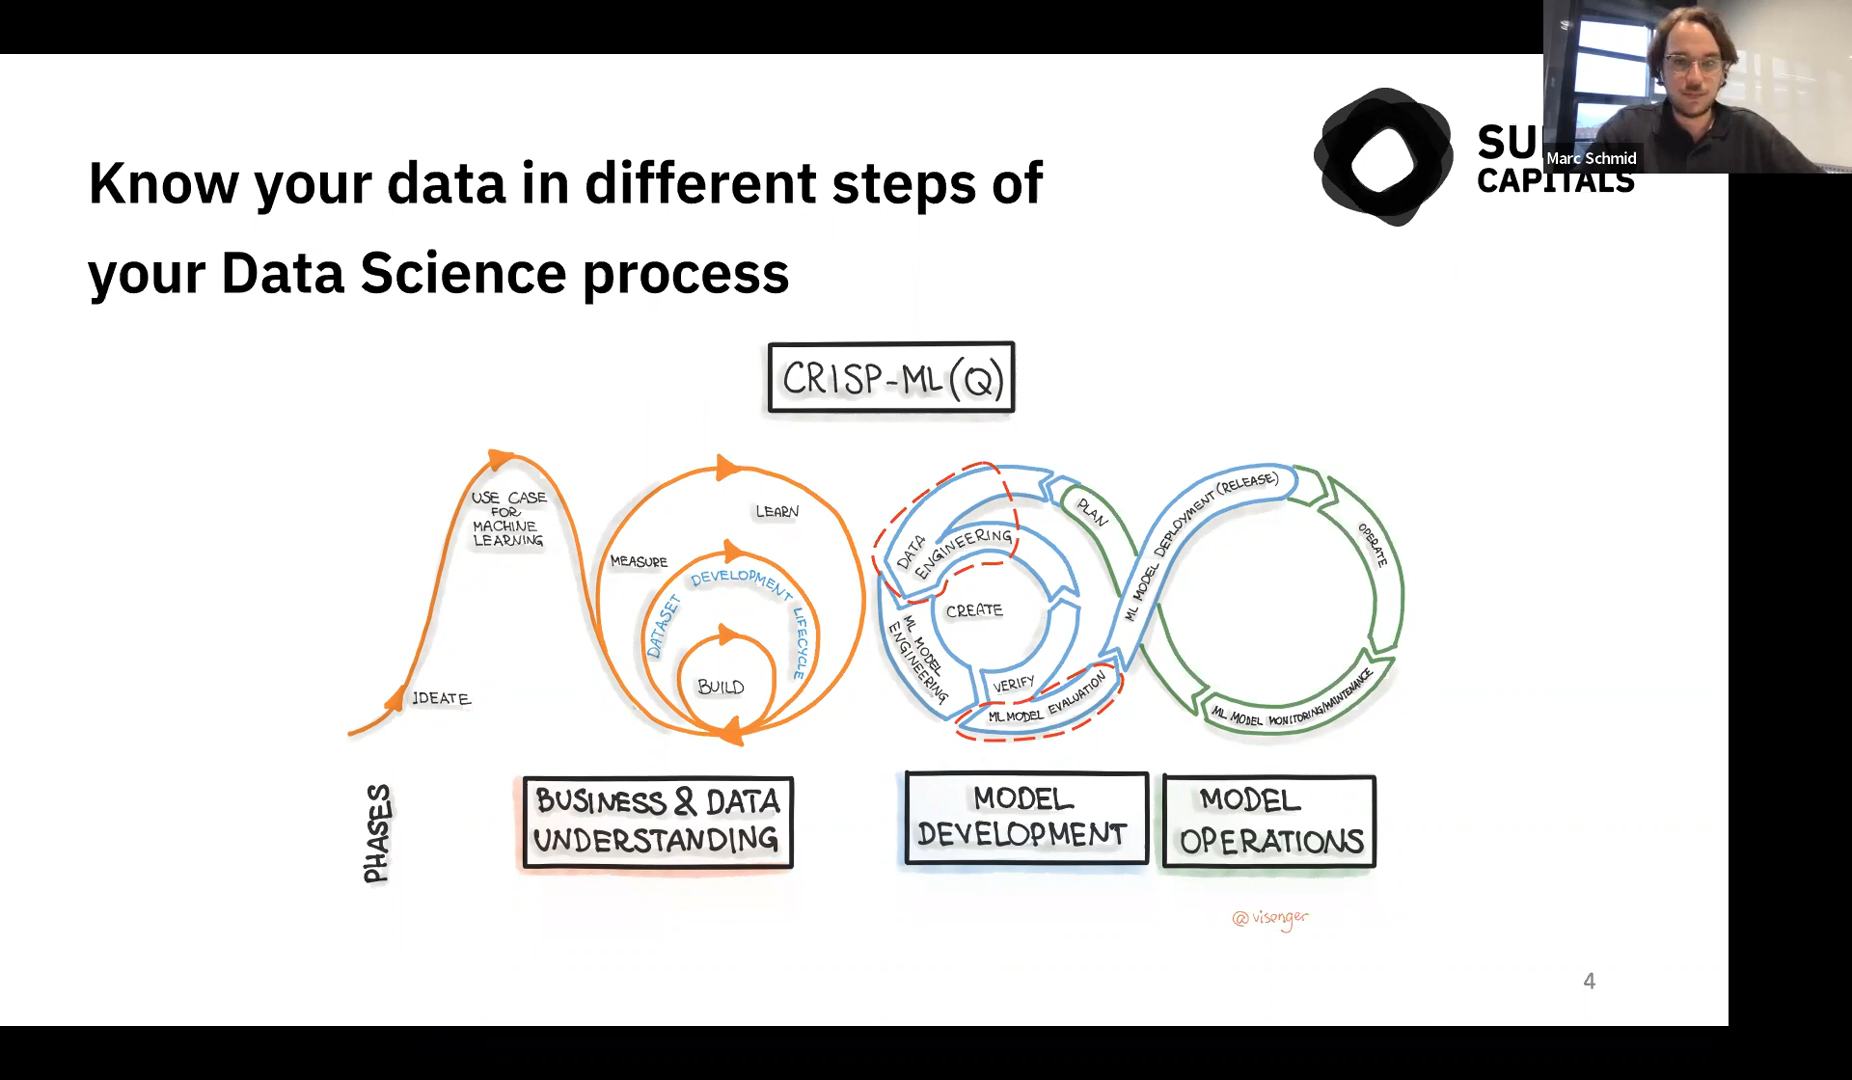 Know your data in different steps of
your Data Science process
SU
CAPITALS
Marc Schmid
CRISP-ML(Q)
USE CASE
FOR
MACHINE
LEARNING
IDEATE
MEASURE
LEARN
DATASET DEVELOPMENT LIFECYCLE
BUILD
DATA
ENGINEERING
CREATE
ML MODEL
ENGINEERING
VERIFY
ML MODEL EVALUATION
PLAN
ML MODEL DEPLOYMENT (RELEASE)
OPERATE
ML MODEL MONITORING/MAINTENANCE
PHASES
BUSINESS & DATA
UNDERSTANDING
MODEL
DEVELOPMENT
MODEL
OPERATIONS
@visenger
4